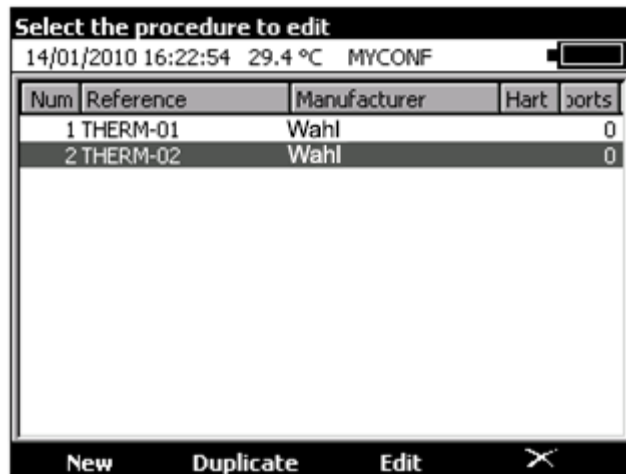 Select the procedure to edit
14/01/2010 16:22:54 29.4 °C MYCONF
Num Reference Manufacturer Hart ports
1 THERM-01 Wahl 0
2 THERM-02 Wahl 0
New Duplicate Edit